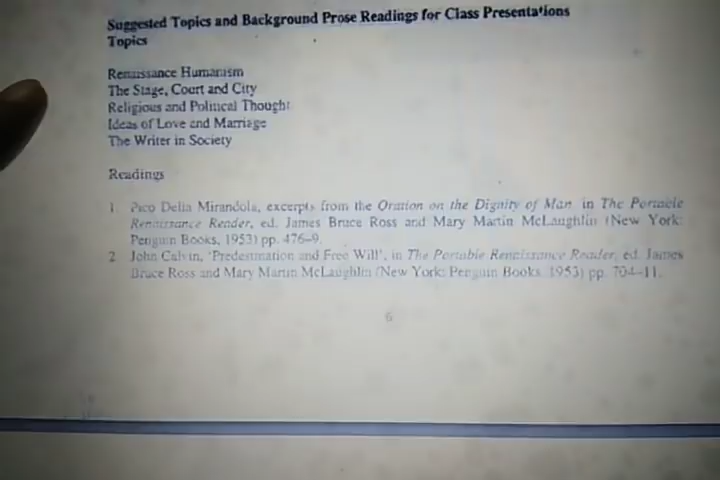 Suggested Topics and Background Prose Readings for Class Presentations
Topics
Renaissance Humanism
The Stage, Court and City
Religious and Political Thought
Ideas of Love and Marriage
The Writer in Society
Readings
1. Pico Della Mirandola, excerpts from the Oration on the Dignity of Man in The Portable
Renaissance Reader, ed. James Bruce Ross and Mary Martin McLaughlin (New York:
Penguin Books, 1953) pp. 476–9.
2. John Calvin, 'Predestination and Free Will', in The Portable Renaissance Reader, ed. James
Bruce Ross and Mary Martin McLaughlin (New York: Penguin Books, 1953) pp. 704–11.
6